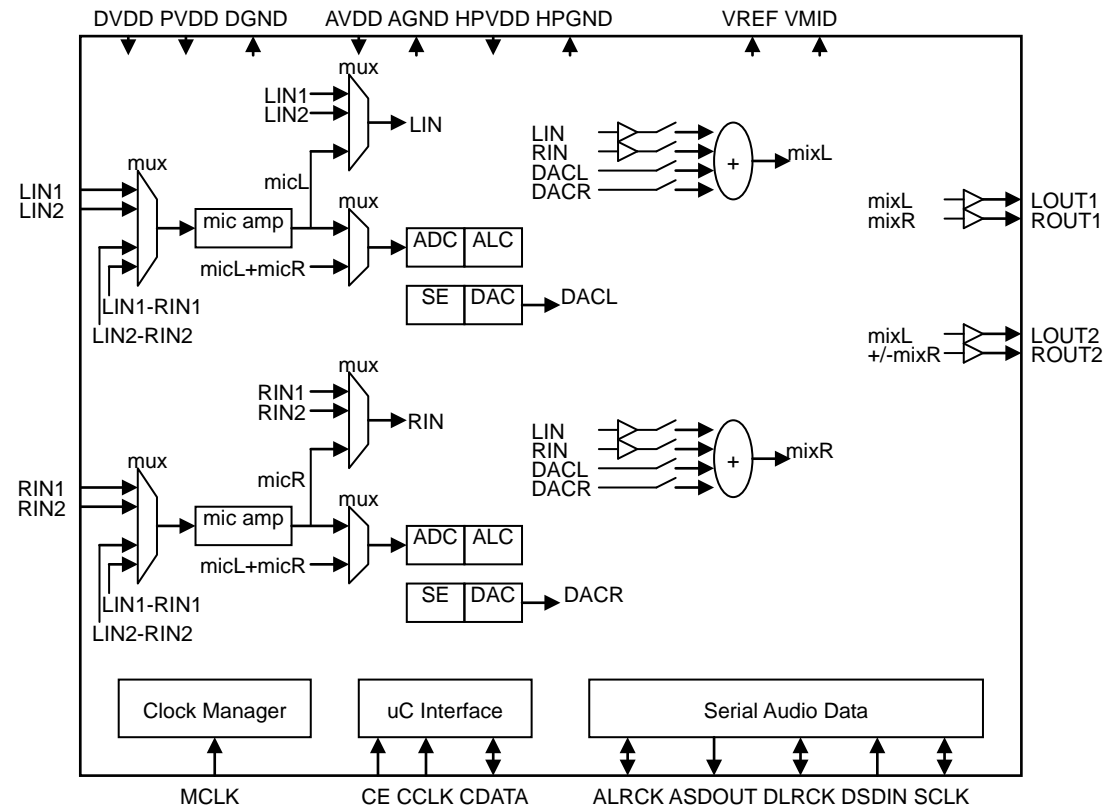 DVDD PVDD DGND AVDD AGND HPVDD HPGND VREF VMID
mux
LIN1
LIN2
LIN
micL
mux
LIN1
LIN2
mic amp
mux
micL+micR
ADC ALC
SE DAC
DACL
LIN1-RIN1
LIN2-RIN2
LIN
RIN
DACL
DACR
+
mixL
mixL
mixR
LOUT1
ROUT1
mixL
+/-mixR
LOUT2
ROUT2
mux
RIN1
RIN2
RIN
micR
mux
RIN1
RIN2
mic amp
mux
micL+micR
ADC ALC
SE DAC
DACR
LIN1-RIN1
LIN2-RIN2
LIN
RIN
DACL
DACR
+
mixR
Clock Manager
uC Interface
Serial Audio Data
MCLK
CE CCLK CDATA
ALRCK ASDOUT DLRCK DSDIN SCLK